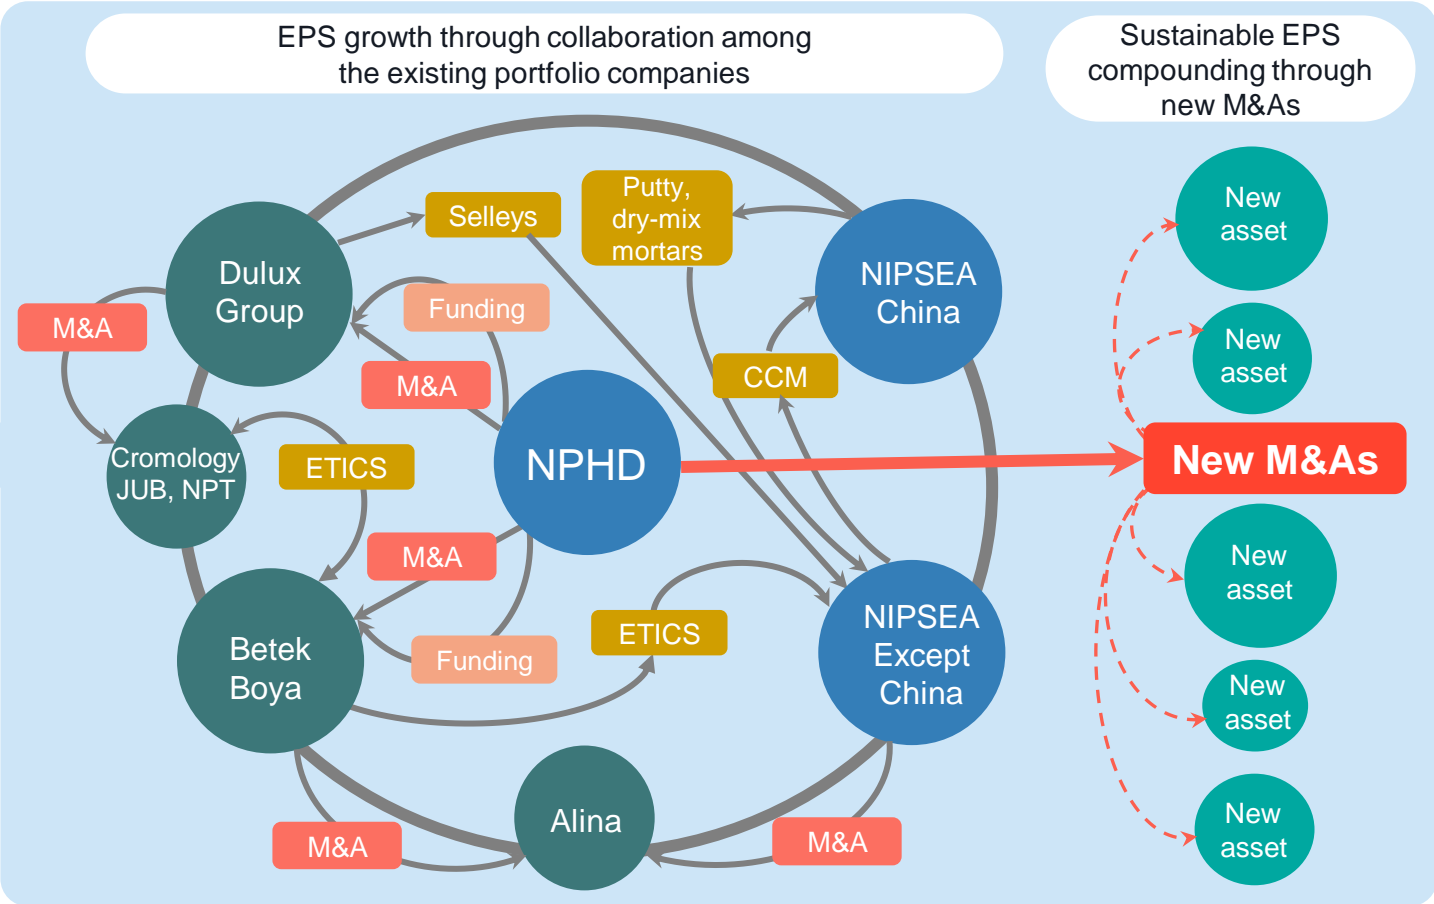 EPS growth through collaboration among
the existing portfolio companies
Sustainable EPS
compounding through
new M&As
Selleys
Putty,
dry-mix
mortars
Dulux
Group
NIPSEA
China
M&A
Funding
M&A
CCM
Cromology
JUB, NPT
ETICS
NPHD
M&A
Funding
ETICS
Betek
Boya
NIPSEA
Except
China
M&A
Alina
M&A
New
asset
New
asset
New M&As
New
asset
New
asset
New
asset